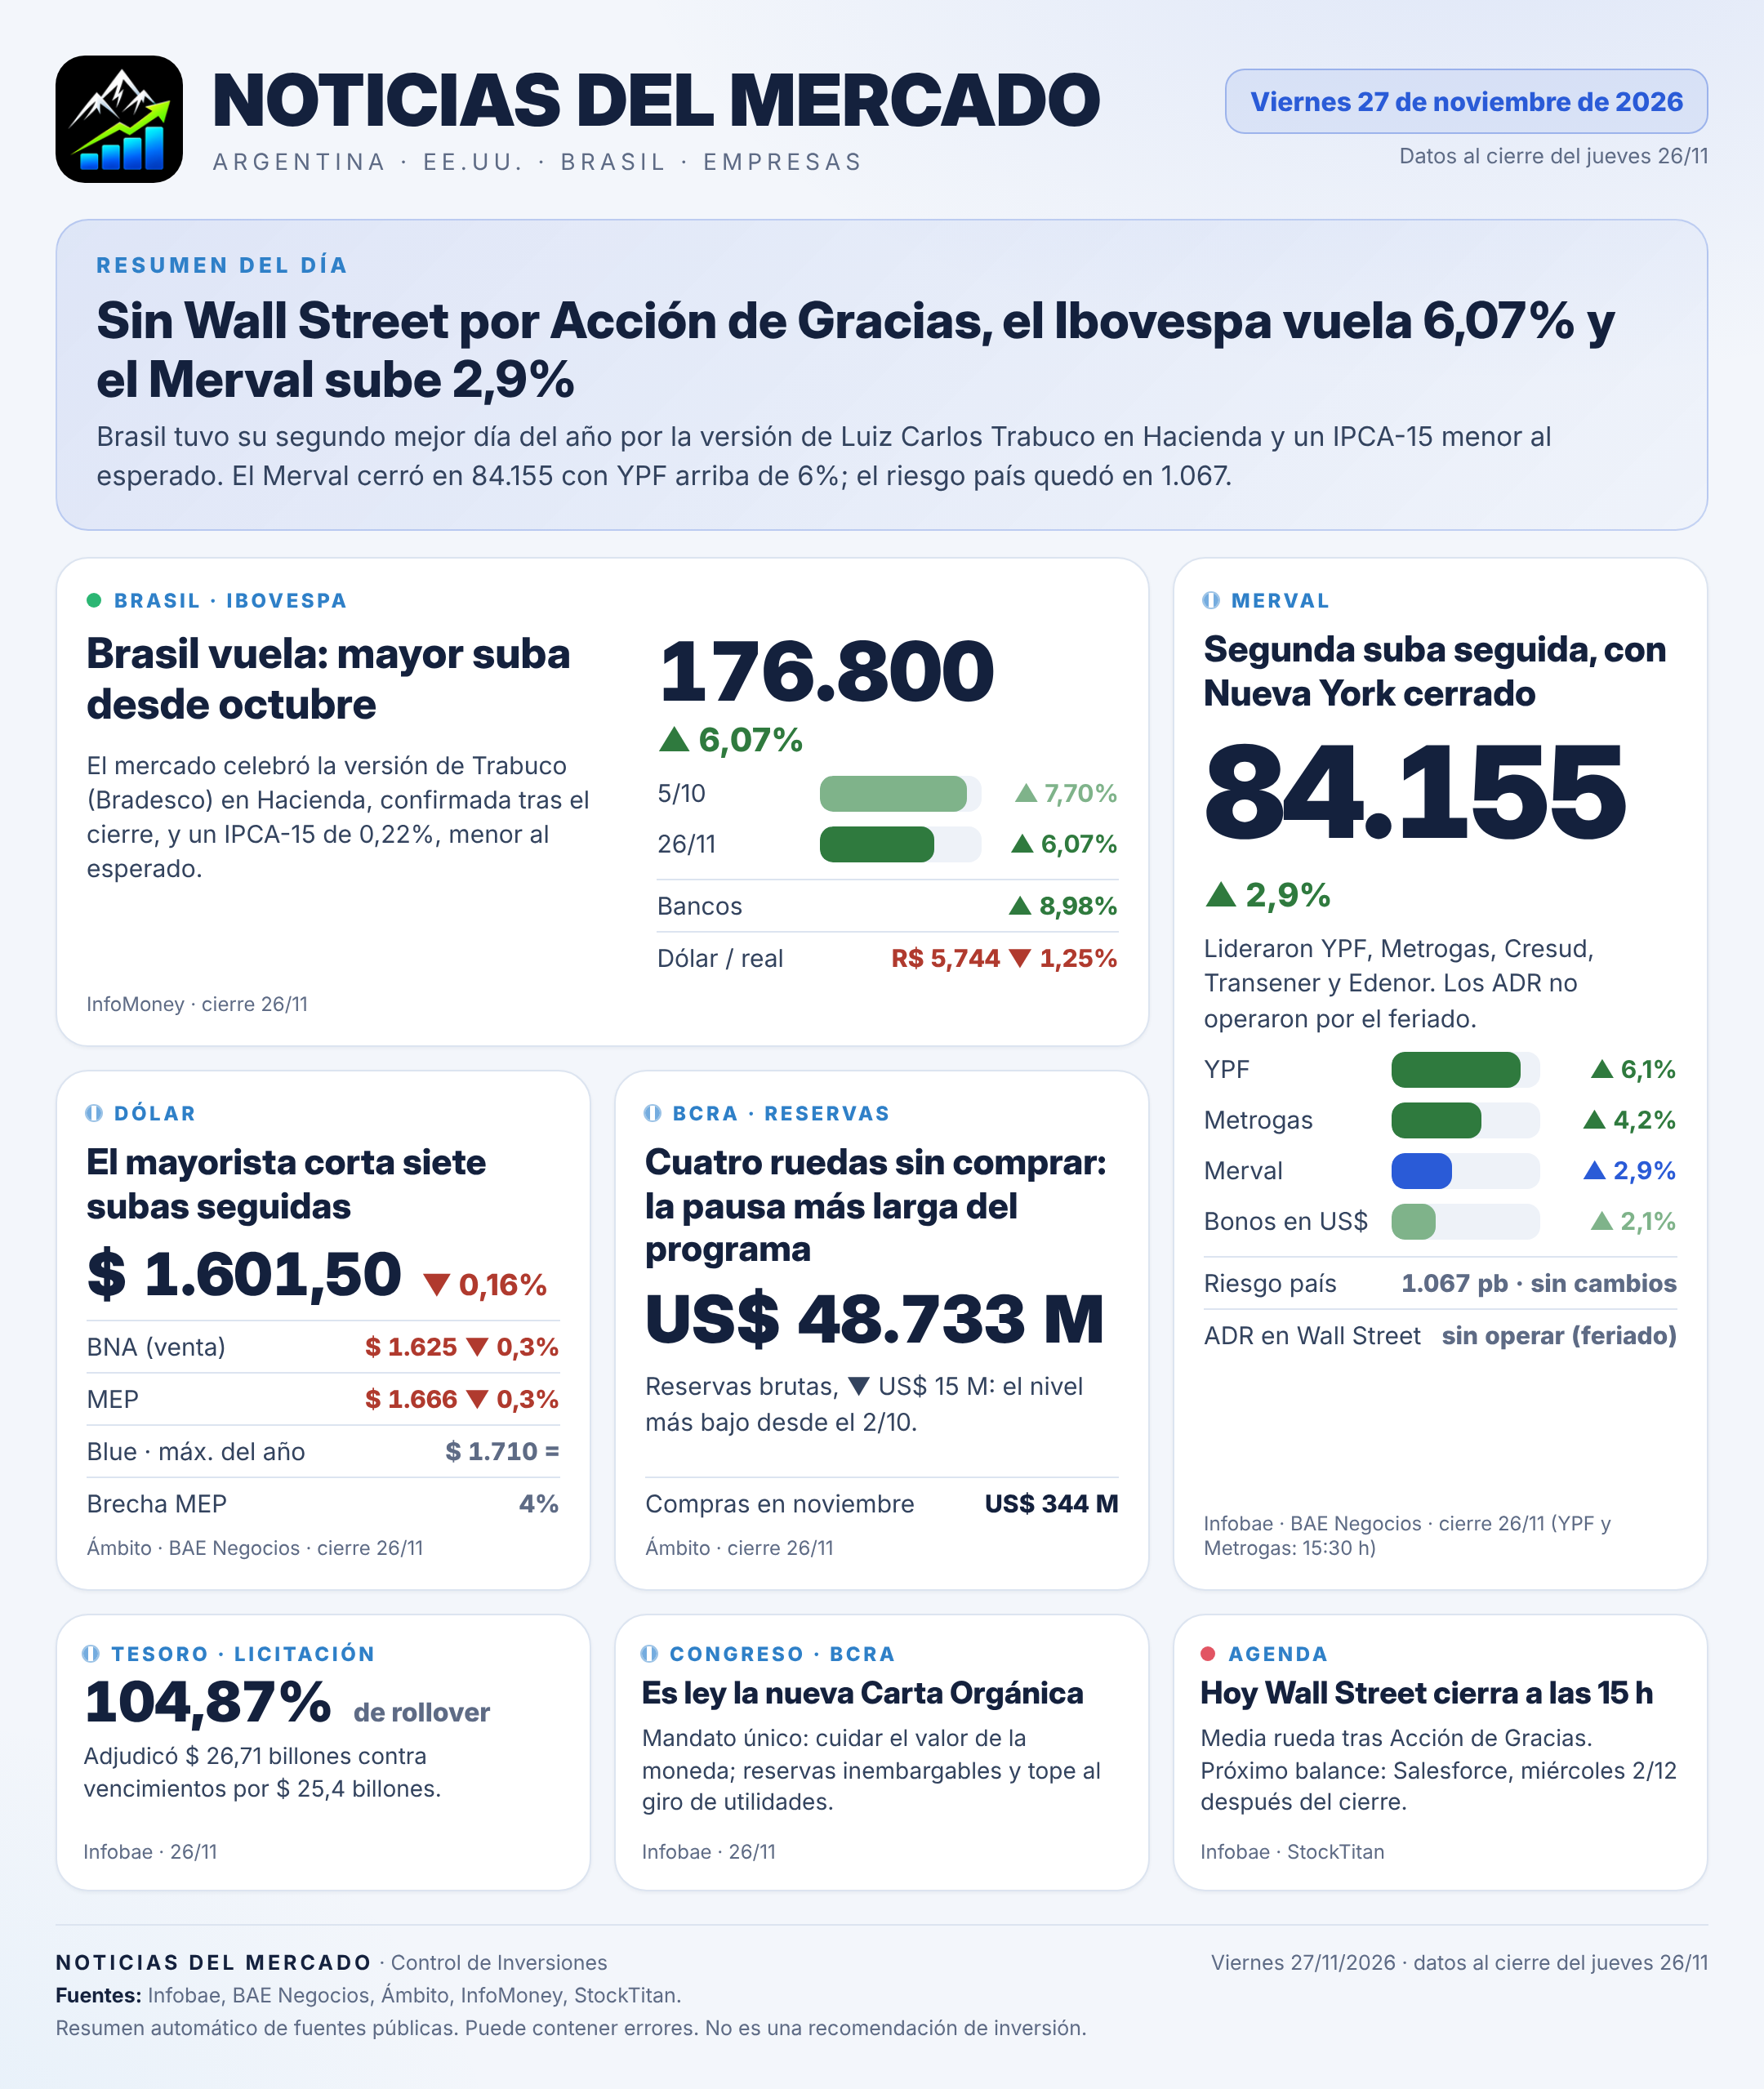 NOTICIAS DEL MERCADO
ARGENTINA · EE.UU. · BRASIL · EMPRESAS
Viernes 27 de noviembre de 2026
Datos al cierre del jueves 26/11
RESUMEN DEL DÍA
Sin Wall Street por Acción de Gracias, el Ibovespa vuela 6,07% y
el Merval sube 2,9%
Brasil tuvo su segundo mejor día del año por la versión de Luiz Carlos Trabuco en Hacienda y un IPCA-15 menor al
esperado. El Merval cerró en 84.155 con YPF arriba de 6%; el riesgo país quedó en 1.067.
BRASIL · IBOVESPA
Brasil vuela: mayor suba
desde octubre
El mercado celebró la versión de Trabuco
(Bradesco) en Hacienda, confirmada tras el
cierre, y un IPCA-15 de 0,22%, menor al
esperado.
InfoMoney · cierre 26/11
176.800
▲ 6,07%
5/10 ▲ 7,70%
26/11 ▲ 6,07%
Bancos ▲ 8,98%
Dólar / real R$ 5,744 ▼ 1,25%
MERVAL
Segunda suba seguida, con
Nueva York cerrado
84.155
▲ 2,9%
Lideraron YPF, Metrogas, Cresud,
Transener y Edenor. Los ADR no
operaron por el feriado.
YPF ▲ 6,1%
Metrogas ▲ 4,2%
Merval ▲ 2,9%
Bonos en US$ ▲ 2,1%
Riesgo país 1.067 pb · sin cambios
ADR en Wall Street sin operar (feriado)
Infobae · BAE Negocios · cierre 26/11 (YPF y
Metrogas: 15:30 h)
DÓLAR
El mayorista corta siete
subas seguidas
$ 1.601,50 ▼ 0,16%
BNA (venta) $ 1.625 ▼ 0,3%
MEP $ 1.666 ▼ 0,3%
Blue · máx. del año $ 1.710 =
Brecha MEP 4%
Ámbito · BAE Negocios · cierre 26/11
BCRA · RESERVAS
Cuatro ruedas sin comprar:
la pausa más larga del
programa
US$ 48.733 M
Reservas brutas, ▼ US$ 15 M: el nivel
más bajo desde el 2/10.
Compras en noviembre US$ 344 M
Ámbito · cierre 26/11
TESORO · LICITACIÓN
104,87% de rollover
Adjudicó $ 26,71 billones contra
vencimientos por $ 25,4 billones.
Infobae · 26/11
CONGRESO · BCRA
Es ley la nueva Carta Orgánica
Mandato único: cuidar el valor de la
moneda; reservas inembargables y tope al
giro de utilidades.
Infobae · 26/11
AGENDA
Hoy Wall Street cierra a las 15 h
Media rueda tras Acción de Gracias.
Próximo balance: Salesforce, miércoles 2/12
después del cierre.
Infobae · StockTitan
NOTICIAS DEL MERCADO · Control de Inversiones
Viernes 27/11/2026 · datos al cierre del jueves 26/11
Fuentes: Infobae, BAE Negocios, Ámbito, InfoMoney, StockTitan.
Resumen automático de fuentes públicas. Puede contener errores. No es una recomendación de inversión.